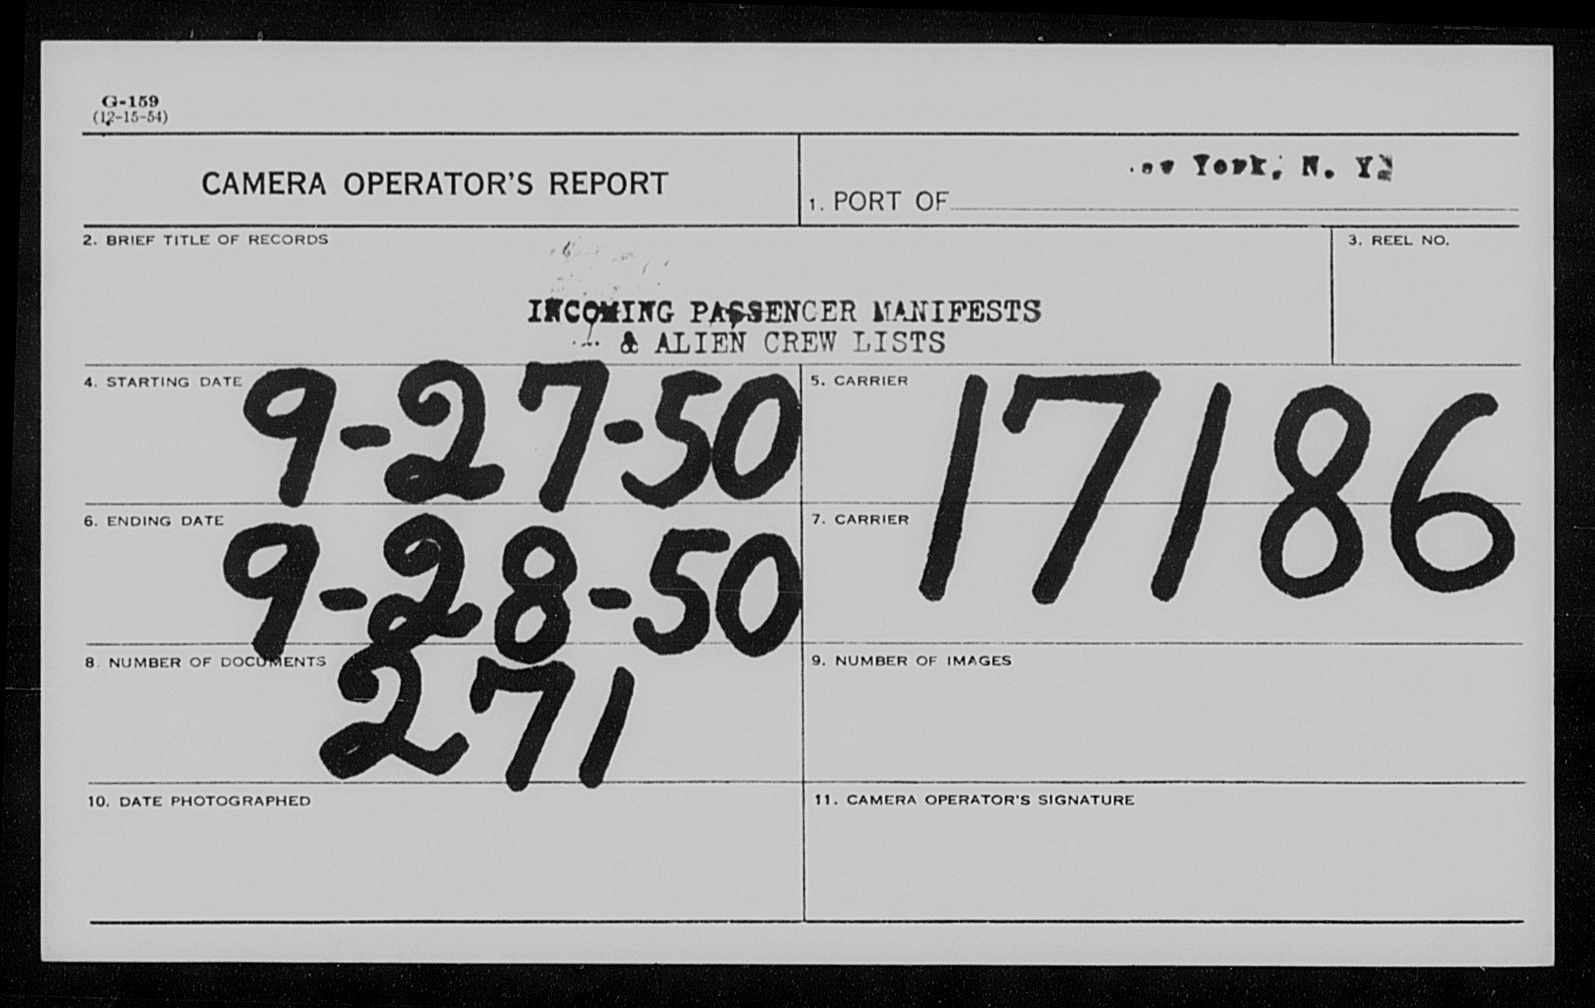 G-159
(12-15-54)
CAMERA OPERATOR'S REPORT
1. PORT OF York, N. Y.
2. BRIEF TITLE OF RECORDS
3. REEL NO.
INCOMING PASSENGER MANIFESTS
& ALIEN CREW LISTS
4. STARTING DATE 9-27-50
5. CARRIER 17186
6. ENDING DATE 9-28-50
7. CARRIER
8. NUMBER OF DOCUMENTS 271
9. NUMBER OF IMAGES
10. DATE PHOTOGRAPHED
11. CAMERA OPERATOR'S SIGNATURE